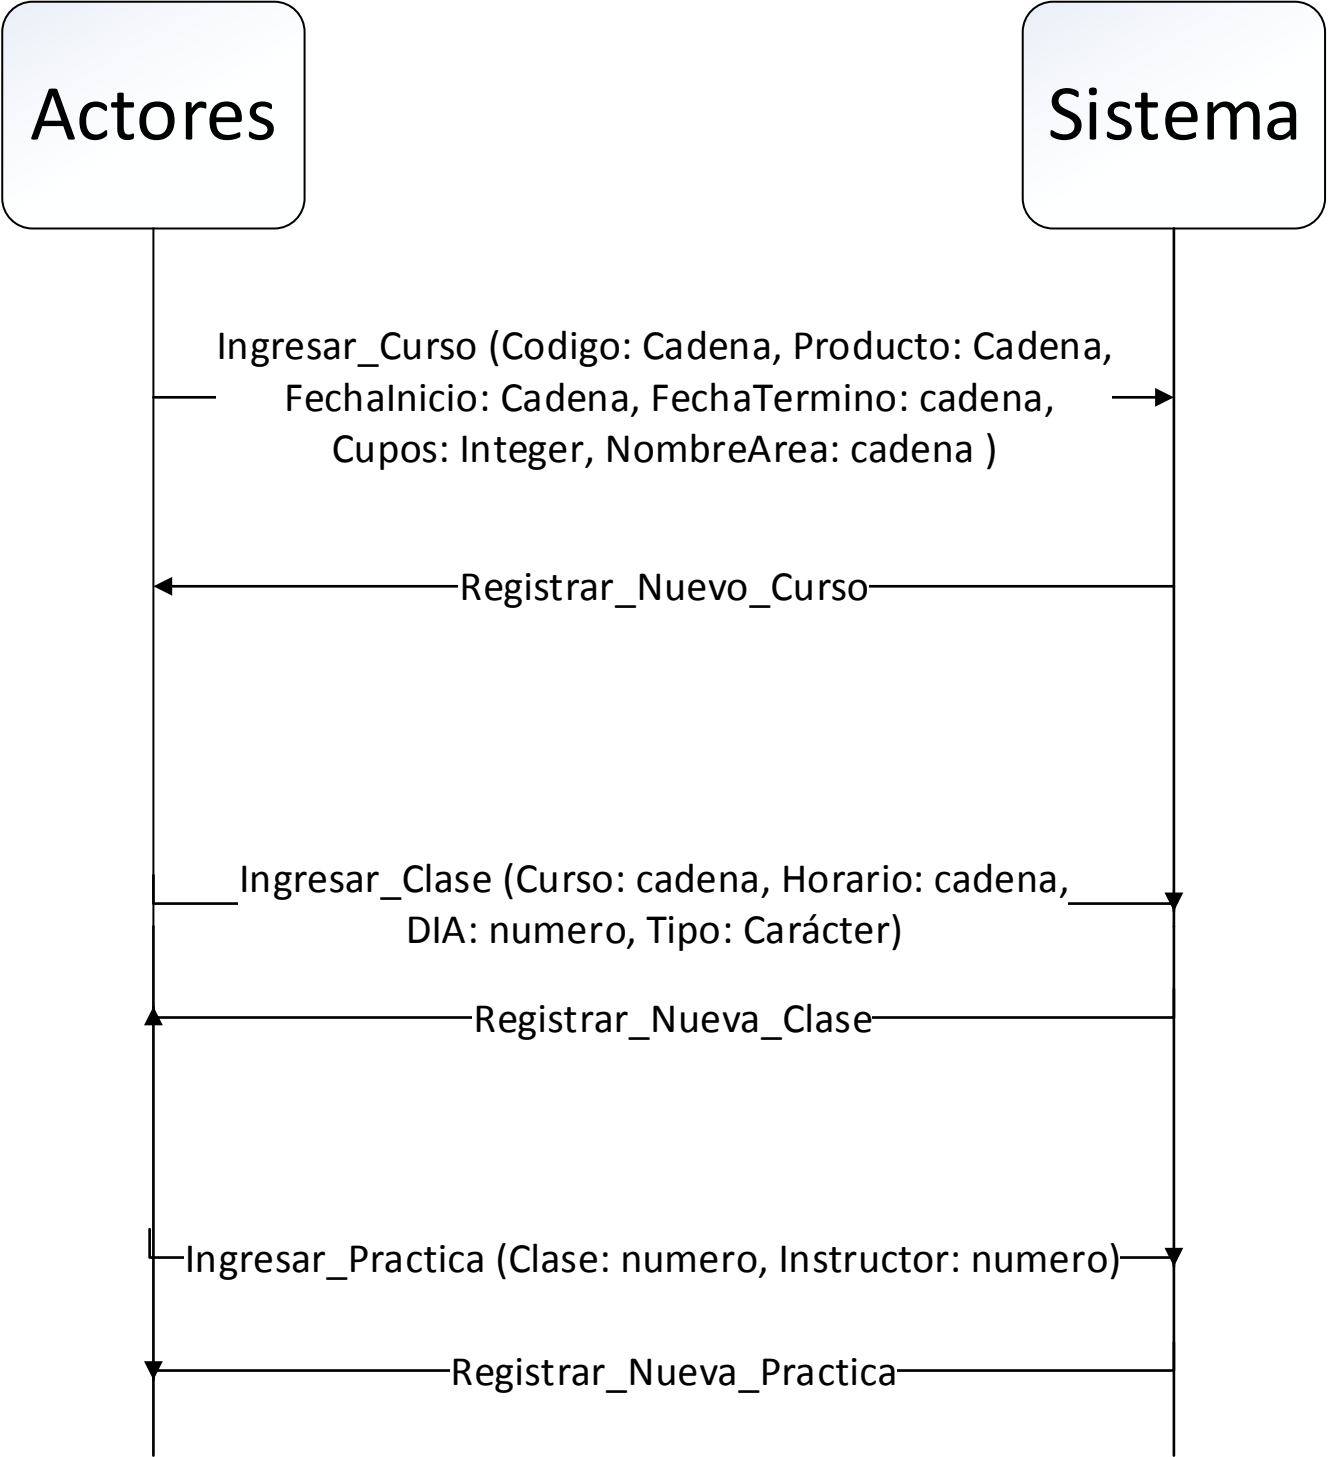 Actores
Sistema
Ingresar_Curso (Codigo: Cadena, Producto: Cadena,
FechaInicio: Cadena, FechaTermino: cadena,
Cupos: Integer, NombreArea: cadena )
Registrar_Nuevo_Curso
Ingresar_Clase (Curso: cadena, Horario: cadena,
DIA: numero, Tipo: Carácter)
Registrar_Nueva_Clase
Ingresar_Practica (Clase: numero, Instructor: numero)
Registrar_Nueva_Practica